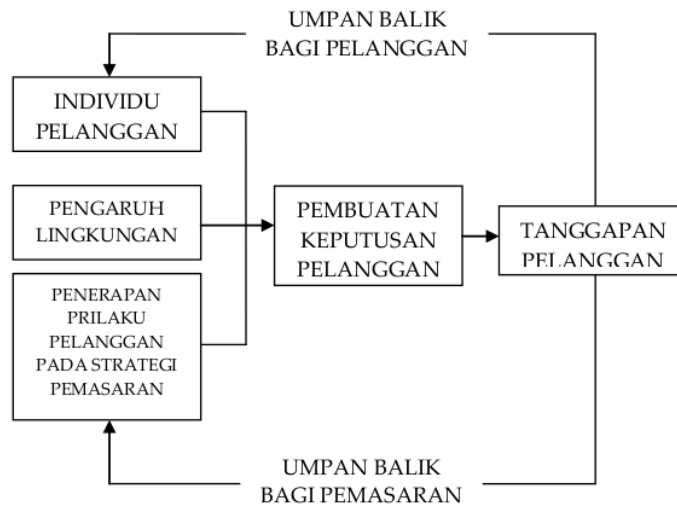 UMPAN BALIK
BAGI PELANGGAN
INDIVIDU
PELANGGAN
PENGARUH
LINGKUNGAN
PEMBUATAN
KEPUTUSAN
PELANGGAN
TANGGAPAN
PELANGGAN
PENERAPAN
PRILAKU
PELANGGAN
PADA STRATEGI
PEMASARAN
UMPAN BALIK
BAGI PEMASARAN